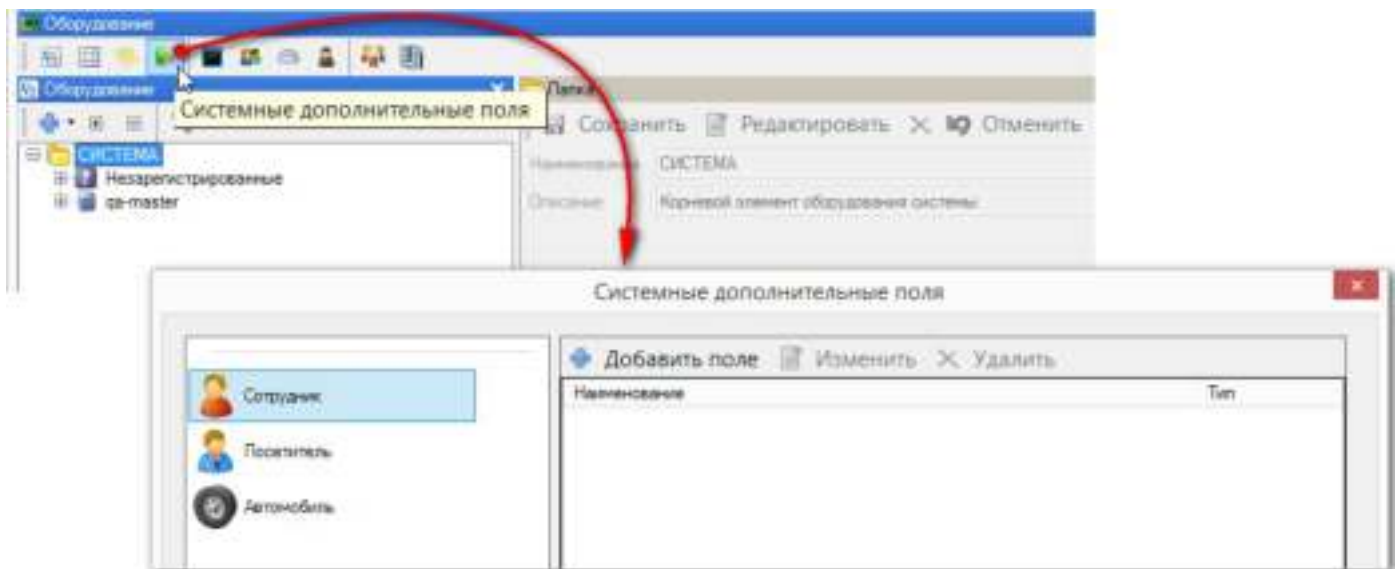 Оборудование
Оборудование
Системные дополнительные поля
Папка
Сохранить Редактировать Отменить
СИСТЕМА
Незарегистрированные
qa-master
Наименование СИСТЕМА
Описание Корневой элемент оборудования системы
Системные дополнительные поля
Добавить поле Изменить Удалить
Наименование Тип
Сотрудник
Посетитель
Автомобиль